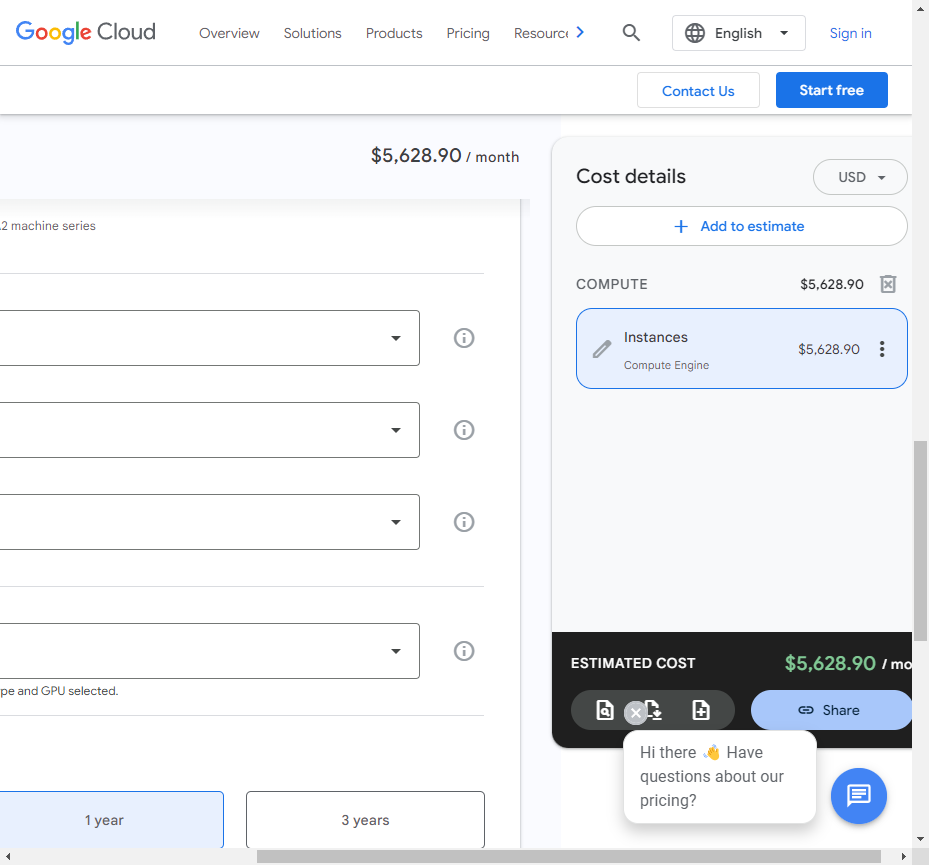 Google Cloud
Overview
Solutions
Products
Pricing
Resourc
English
Sign in
Contact Us
Start free
$5,628.90 / month
2 machine series
pe and GPU selected.
1 year
3 years
Cost details
USD
Add to estimate
COMPUTE
$5,628.90
Instances
Compute Engine
$5,628.90
ESTIMATED COST
$5,628.90 / mo
Share
Hi there 👋 Have
questions about our
pricing?